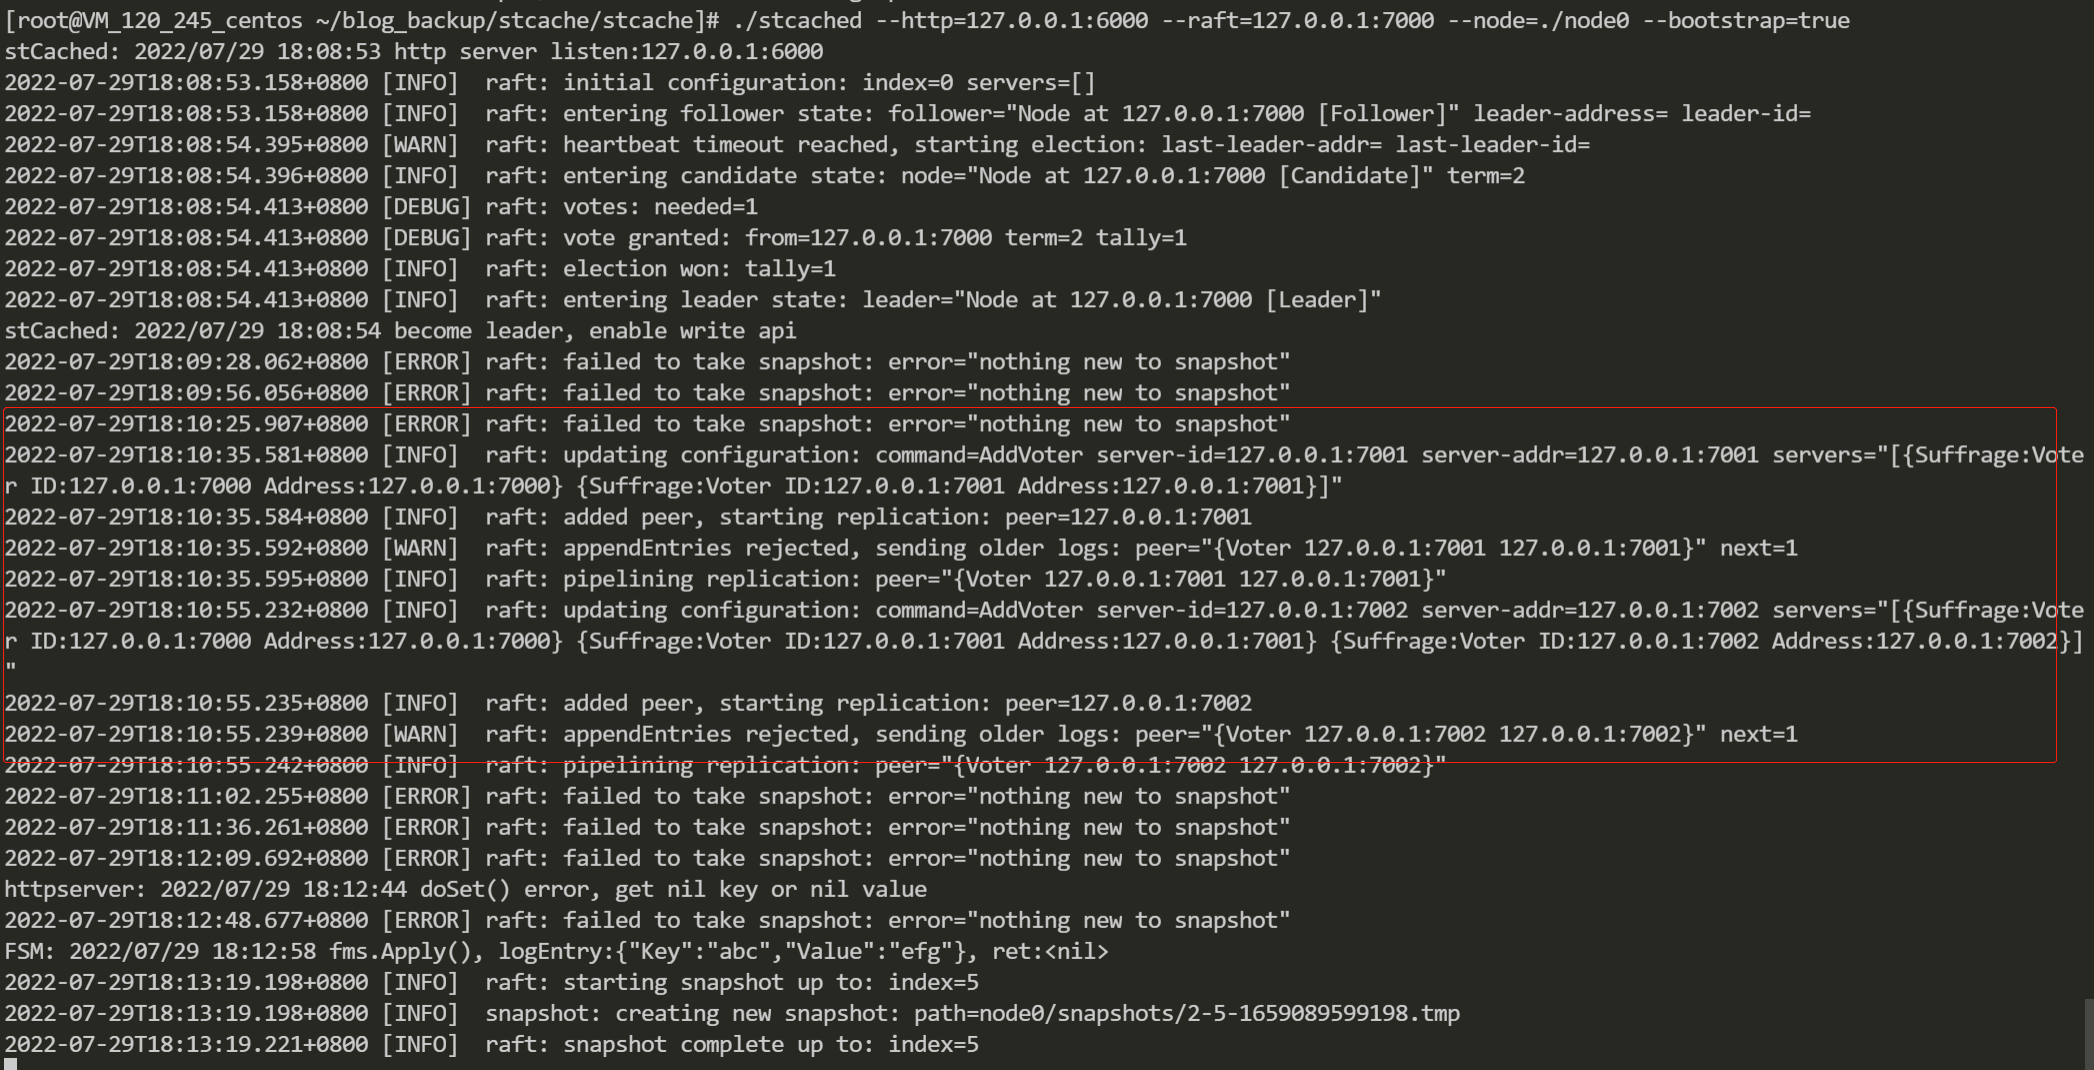 [root@VM_120_245_centos ~/blog_backup/stcache/stcache]# ./stcached --http=127.0.0.1:6000 --raft=127.0.0.1:7000 --node=./node0 --bootstrap=true
stCached: 2022/07/29 18:08:53 http server listen:127.0.0.1:6000
2022-07-29T18:08:53.158+0800 [INFO]  raft: initial configuration: index=0 servers=[]
2022-07-29T18:08:53.158+0800 [INFO]  raft: entering follower state: follower="Node at 127.0.0.1:7000 [Follower]" leader-address= leader-id=
2022-07-29T18:08:54.395+0800 [WARN]  raft: heartbeat timeout reached, starting election: last-leader-addr= last-leader-id=
2022-07-29T18:08:54.396+0800 [INFO]  raft: entering candidate state: node="Node at 127.0.0.1:7000 [Candidate]" term=2
2022-07-29T18:08:54.413+0800 [DEBUG] raft: votes: needed=1
2022-07-29T18:08:54.413+0800 [DEBUG] raft: vote granted: from=127.0.0.1:7000 term=2 tally=1
2022-07-29T18:08:54.413+0800 [INFO]  raft: election won: tally=1
2022-07-29T18:08:54.413+0800 [INFO]  raft: entering leader state: leader="Node at 127.0.0.1:7000 [Leader]"
stCached: 2022/07/29 18:08:54 become leader, enable write api
2022-07-29T18:09:28.062+0800 [ERROR] raft: failed to take snapshot: error="nothing new to snapshot"
2022-07-29T18:09:56.056+0800 [ERROR] raft: failed to take snapshot: error="nothing new to snapshot"
2022-07-29T18:10:25.907+0800 [ERROR] raft: failed to take snapshot: error="nothing new to snapshot"
2022-07-29T18:10:35.581+0800 [INFO]  raft: updating configuration: command=AddVoter server-id=127.0.0.1:7001 server-addr=127.0.0.1:7001 servers="[{Suffrage:Vote
r ID:127.0.0.1:7000 Address:127.0.0.1:7000} {Suffrage:Voter ID:127.0.0.1:7001 Address:127.0.0.1:7001}]"
2022-07-29T18:10:35.584+0800 [INFO]  raft: added peer, starting replication: peer=127.0.0.1:7001
2022-07-29T18:10:35.592+0800 [WARN]  raft: appendEntries rejected, sending older logs: peer="{Voter 127.0.0.1:7001 127.0.0.1:7001}" next=1
2022-07-29T18:10:35.595+0800 [INFO]  raft: pipelining replication: peer="{Voter 127.0.0.1:7001 127.0.0.1:7001}"
2022-07-29T18:10:55.232+0800 [INFO]  raft: updating configuration: command=AddVoter server-id=127.0.0.1:7002 server-addr=127.0.0.1:7002 servers="[{Suffrage:Vote
r ID:127.0.0.1:7000 Address:127.0.0.1:7000} {Suffrage:Voter ID:127.0.0.1:7001 Address:127.0.0.1:7001} {Suffrage:Voter ID:127.0.0.1:7002 Address:127.0.0.1:7002}]
"
2022-07-29T18:10:55.235+0800 [INFO]  raft: added peer, starting replication: peer=127.0.0.1:7002
2022-07-29T18:10:55.239+0800 [WARN]  raft: appendEntries rejected, sending older logs: peer="{Voter 127.0.0.1:7002 127.0.0.1:7002}" next=1
2022-07-29T18:10:55.242+0800 [INFO]  raft: pipelining replication: peer="{Voter 127.0.0.1:7002 127.0.0.1:7002}"
2022-07-29T18:11:02.255+0800 [ERROR] raft: failed to take snapshot: error="nothing new to snapshot"
2022-07-29T18:11:36.261+0800 [ERROR] raft: failed to take snapshot: error="nothing new to snapshot"
2022-07-29T18:12:09.692+0800 [ERROR] raft: failed to take snapshot: error="nothing new to snapshot"
httpserver: 2022/07/29 18:12:44 doSet() error, get nil key or nil value
2022-07-29T18:12:48.677+0800 [ERROR] raft: failed to take snapshot: error="nothing new to snapshot"
FSM: 2022/07/29 18:12:58 fms.Apply(), logEntry:{"Key":"abc","Value":"efg"}, ret:<nil>
2022-07-29T18:13:19.198+0800 [INFO]  raft: starting snapshot up to: index=5
2022-07-29T18:13:19.198+0800 [INFO]  snapshot: creating new snapshot: path=node0/snapshots/2-5-1659089599198.tmp
2022-07-29T18:13:19.221+0800 [INFO]  raft: snapshot complete up to: index=5